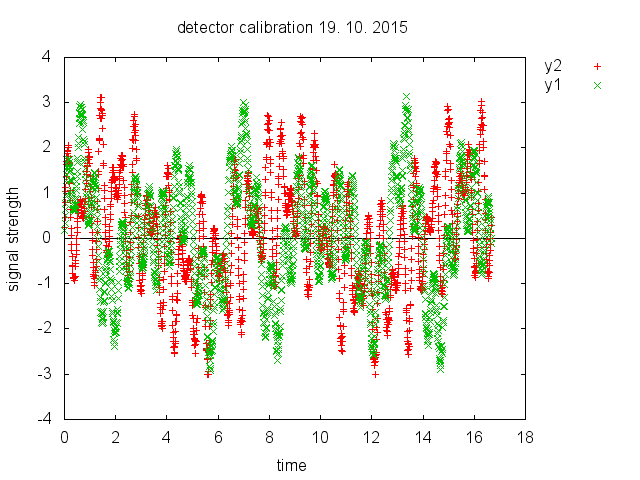 detector calibration 19. 10. 2015
y2
y1
4
3
2
1
0
-1
-2
-3
-4
signal strength
0 2 4 6 8 10 12 14 16 18
time